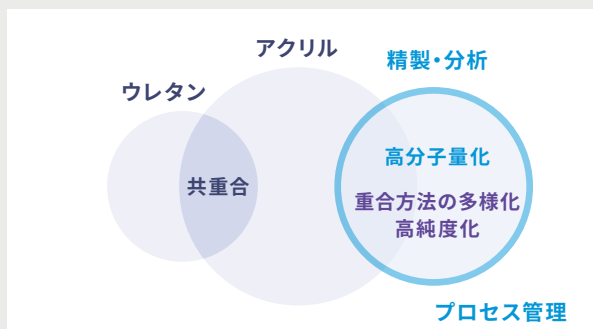 アクリル
精製・分析
ウレタン
高分子量化
共重合
重合方法の多様化
高純度化
プロセス管理